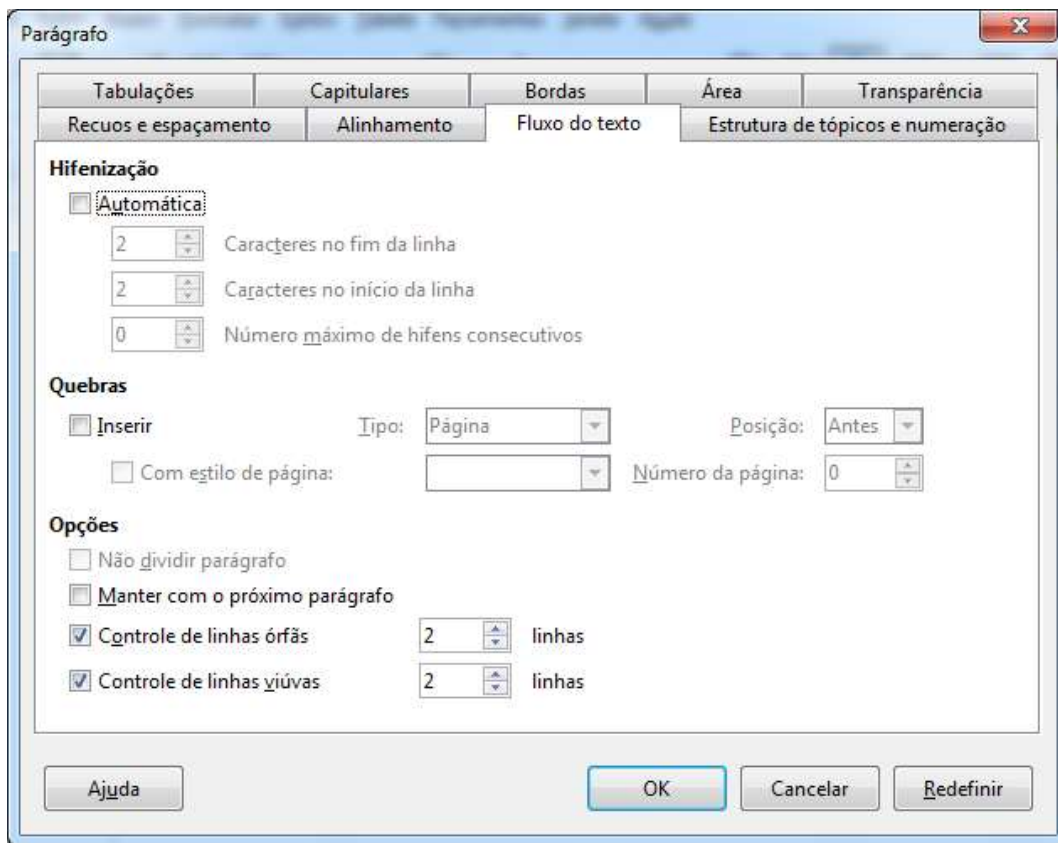 Parágrafo
Tabulações Capitulares Bordas Área Transparência
Recuos e espaçamento Alinhamento Fluxo do texto Estrutura de tópicos e numeração
Hifenização
Automática
2 Caracteres no fim da linha
2 Caracteres no início da linha
0 Número máximo de hifens consecutivos
Quebras
Inserir Tipo: Página Posição: Antes
Com estilo de página: Número da página: 0
Opções
Não dividir parágrafo
Manter com o próximo parágrafo
Controle de linhas órfãs 2 linhas
Controle de linhas viúvas 2 linhas
Ajuda OK Cancelar Redefinir